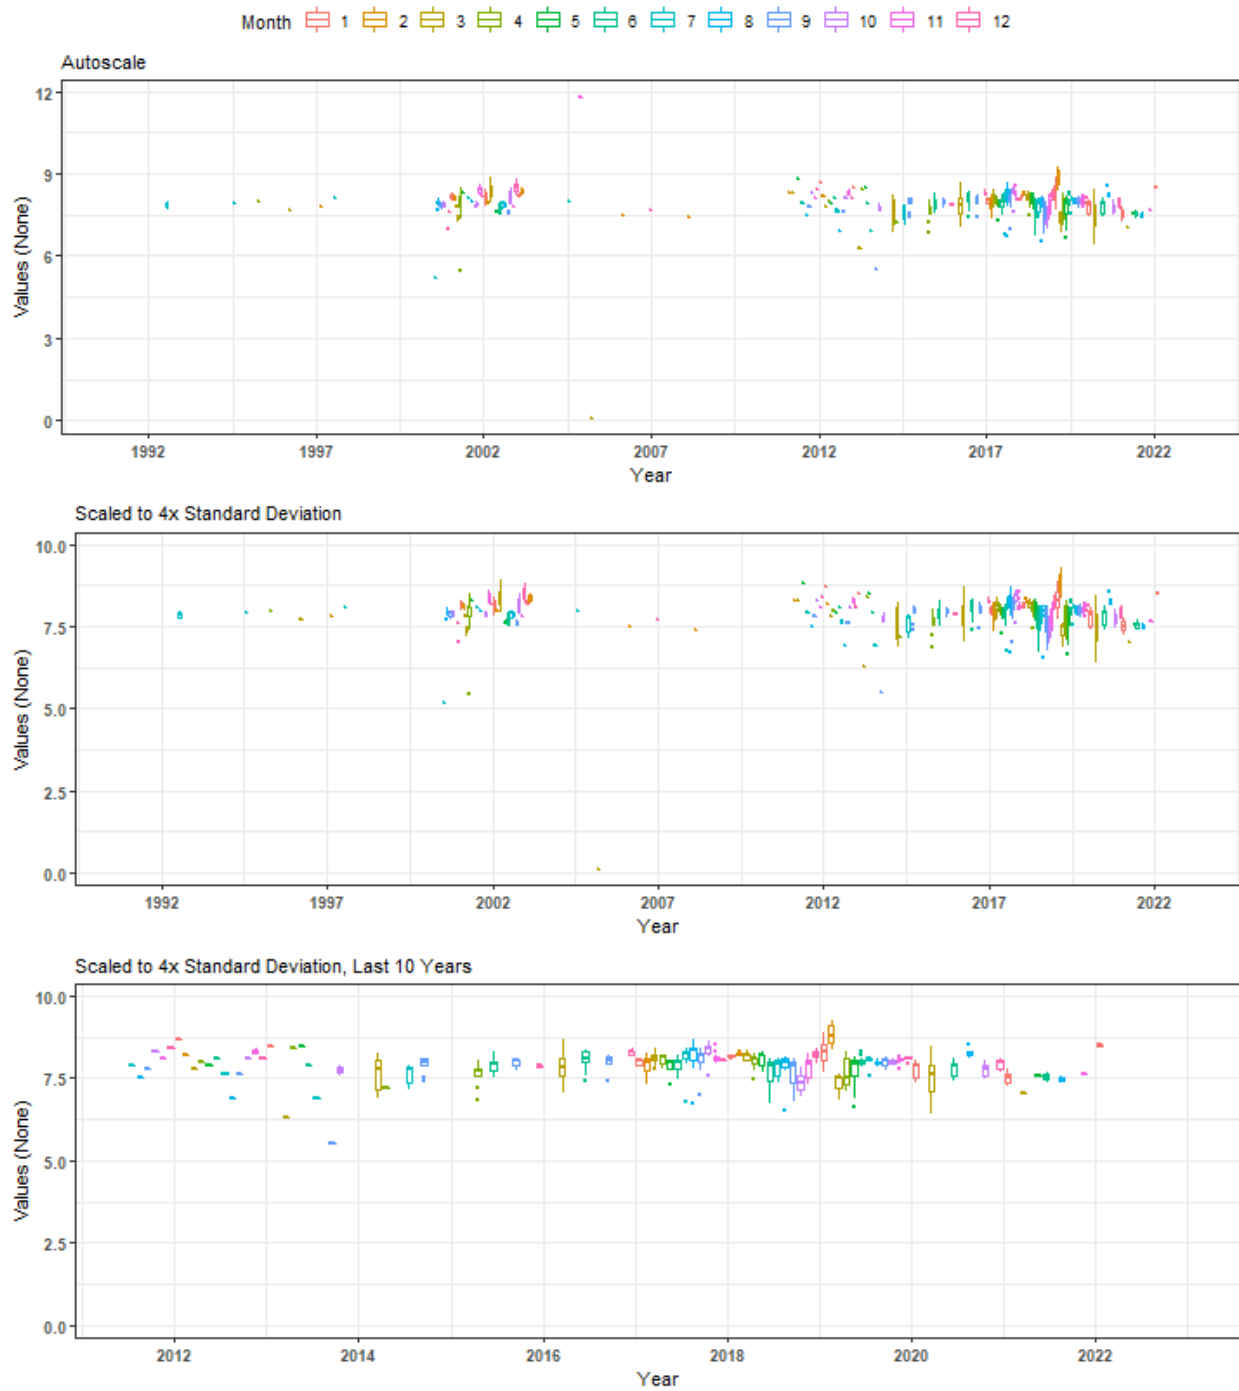 Month 1 2 3 4 5 6 7 8 9 10 11 12
Autoscale
12
9
6
3
0
Values (None)
1992 1997 2002 2007 2012 2017 2022
Year
Scaled to 4x Standard Deviation
10.0
7.5
5.0
2.5
0.0
Values (None)
1992 1997 2002 2007 2012 2017 2022
Year
Scaled to 4x Standard Deviation, Last 10 Years
10.0
7.5
5.0
2.5
0.0
Values (None)
2012 2014 2016 2018 2020 2022
Year